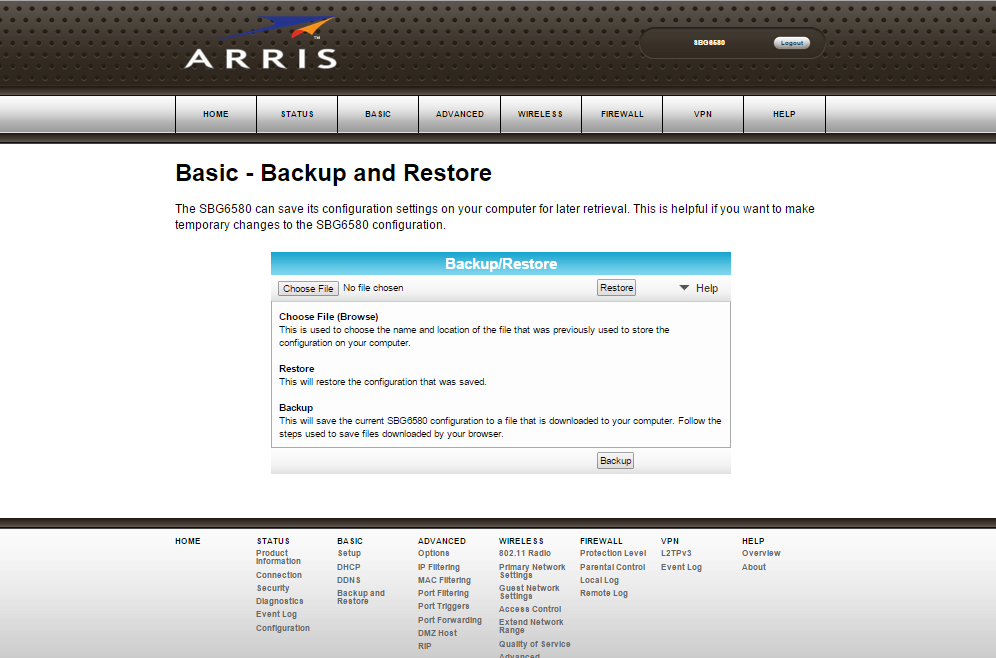 ARRIS
TM
SBG6580
Logout
HOME STATUS BASIC ADVANCED WIRELESS FIREWALL VPN HELP
Basic - Backup and Restore
The SBG6580 can save its configuration settings on your computer for later retrieval. This is helpful if you want to make
temporary changes to the SBG6580 configuration.
Backup/Restore
Choose File No file chosen Restore Help
Choose File (Browse)
This is used to choose the name and location of the file that was previously used to store the
configuration on your computer.
Restore
This will restore the configuration that was saved.
Backup
This will save the current SBG6580 configuration to a file that is downloaded to your computer. Follow the
steps used to save files downloaded by your browser.
Backup
HOME
STATUS
Product
Information
Connection
Security
Diagnostics
Event Log
Configuration
BASIC
Setup
DHCP
DDNS
Backup and
Restore
ADVANCED
Options
IP Filtering
MAC Filtering
Port Filtering
Port Triggers
Port Forwarding
DMZ Host
RIP
WIRELESS
802.11 Radio
Primary Network
Settings
Guest Network
Settings
Access Control
Extend Network
Range
Quality of Service
Advanced
FIREWALL
Protection Level
Parental Control
Local Log
Remote Log
VPN
L2TPv3
Event Log
HELP
Overview
About